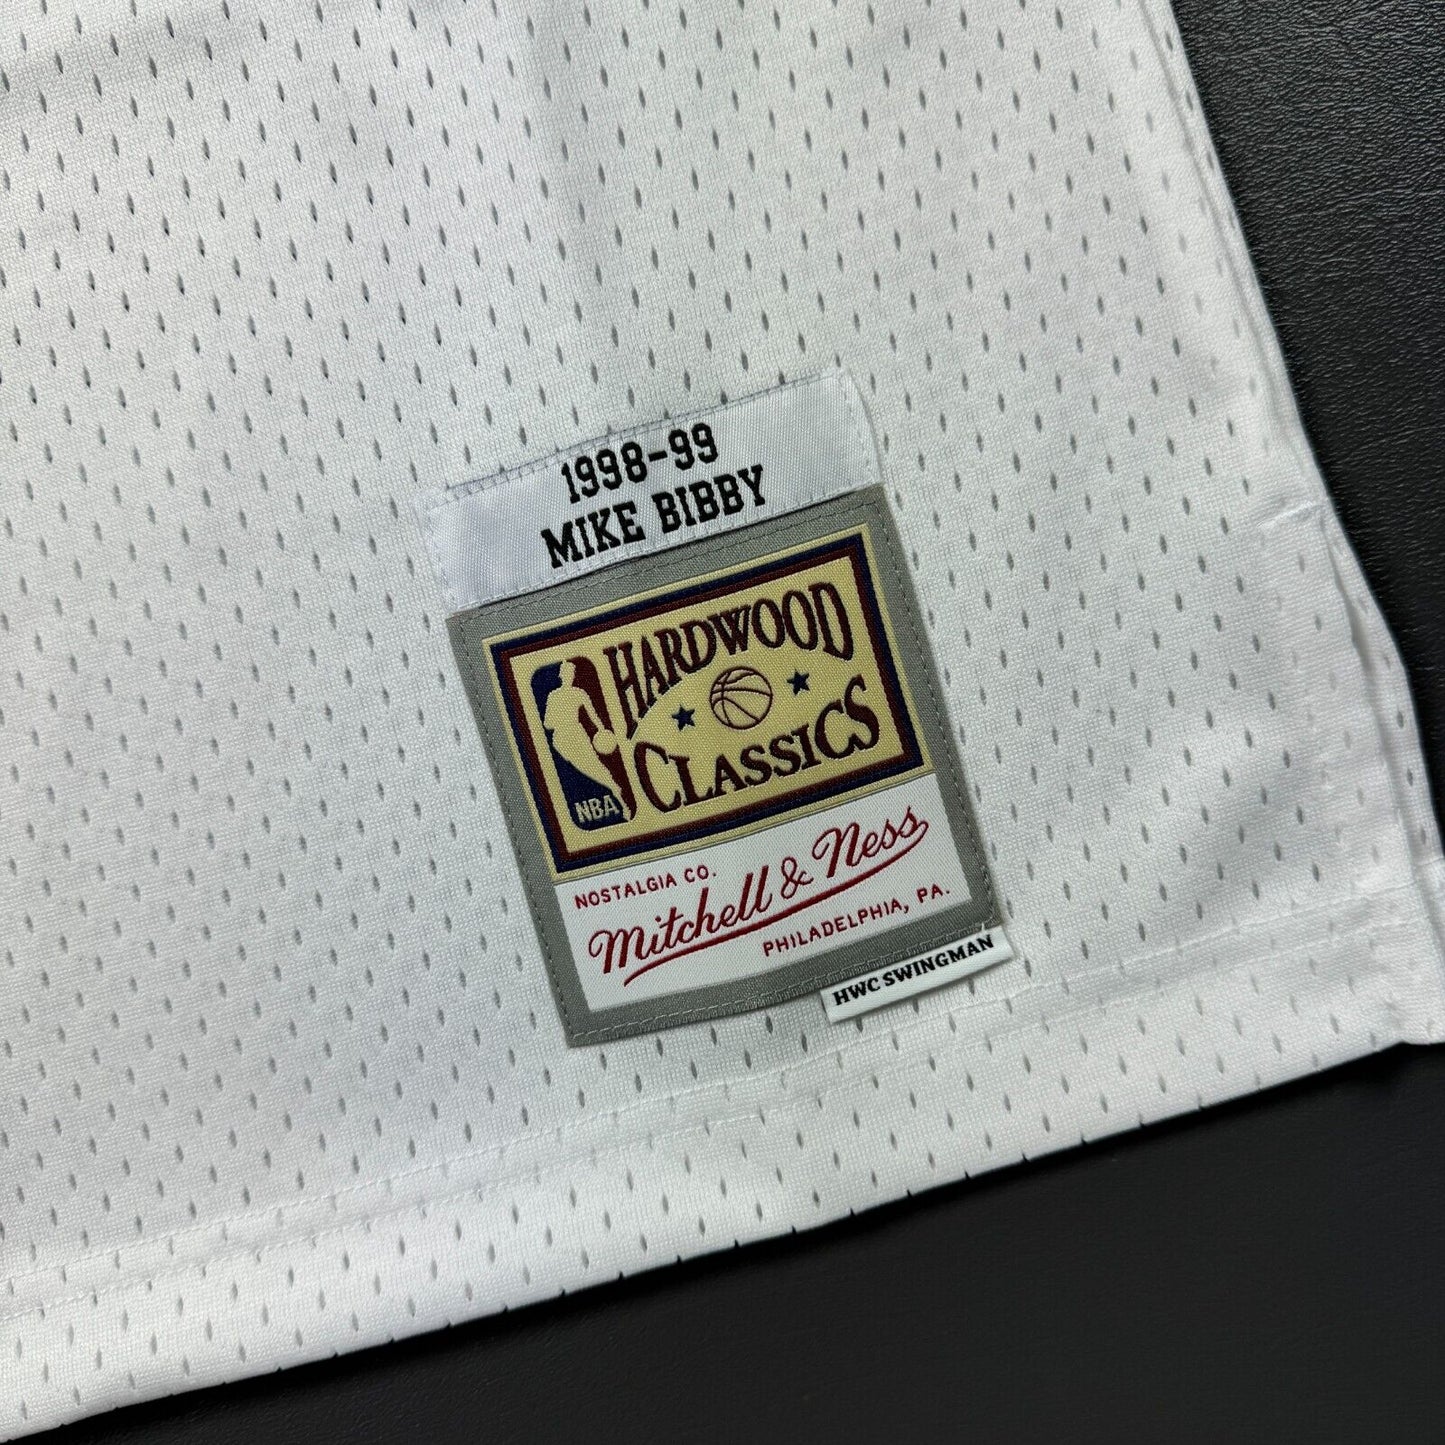 1998-99
MIKE BIBBY
HARDWOOD
CLASSICS
NBA
NOSTALGIA CO.
Mitchell & Ness
PHILADELPHIA, PA.
HWC SWINGMAN